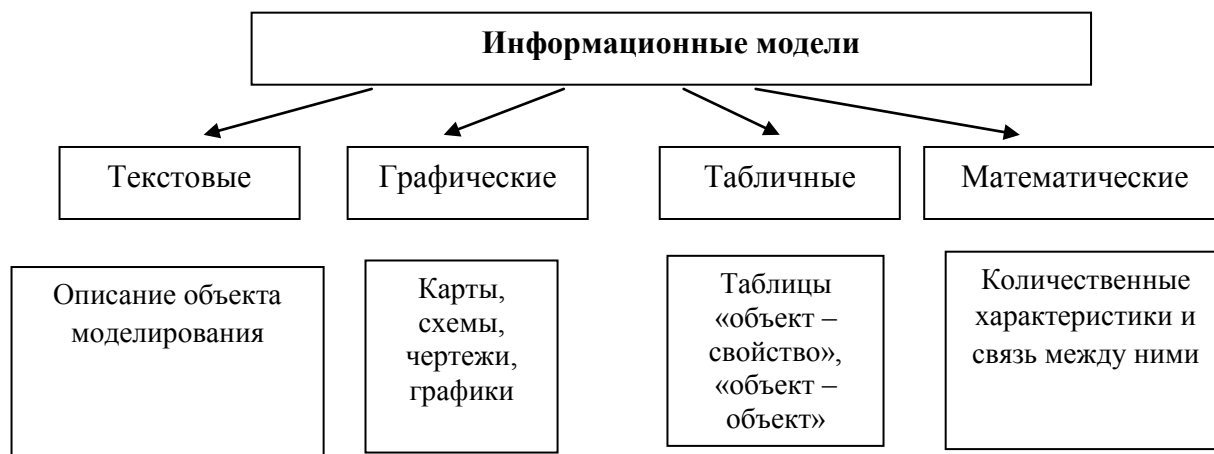 Информационные модели
Текстовые
Графические
Табличные
Математические
Описание объекта
моделирования
Карты,
схемы,
чертежи,
графики
Таблицы
«объект –
свойство»,
«объект –
объект»
Количественные
характеристики и
связь между ними